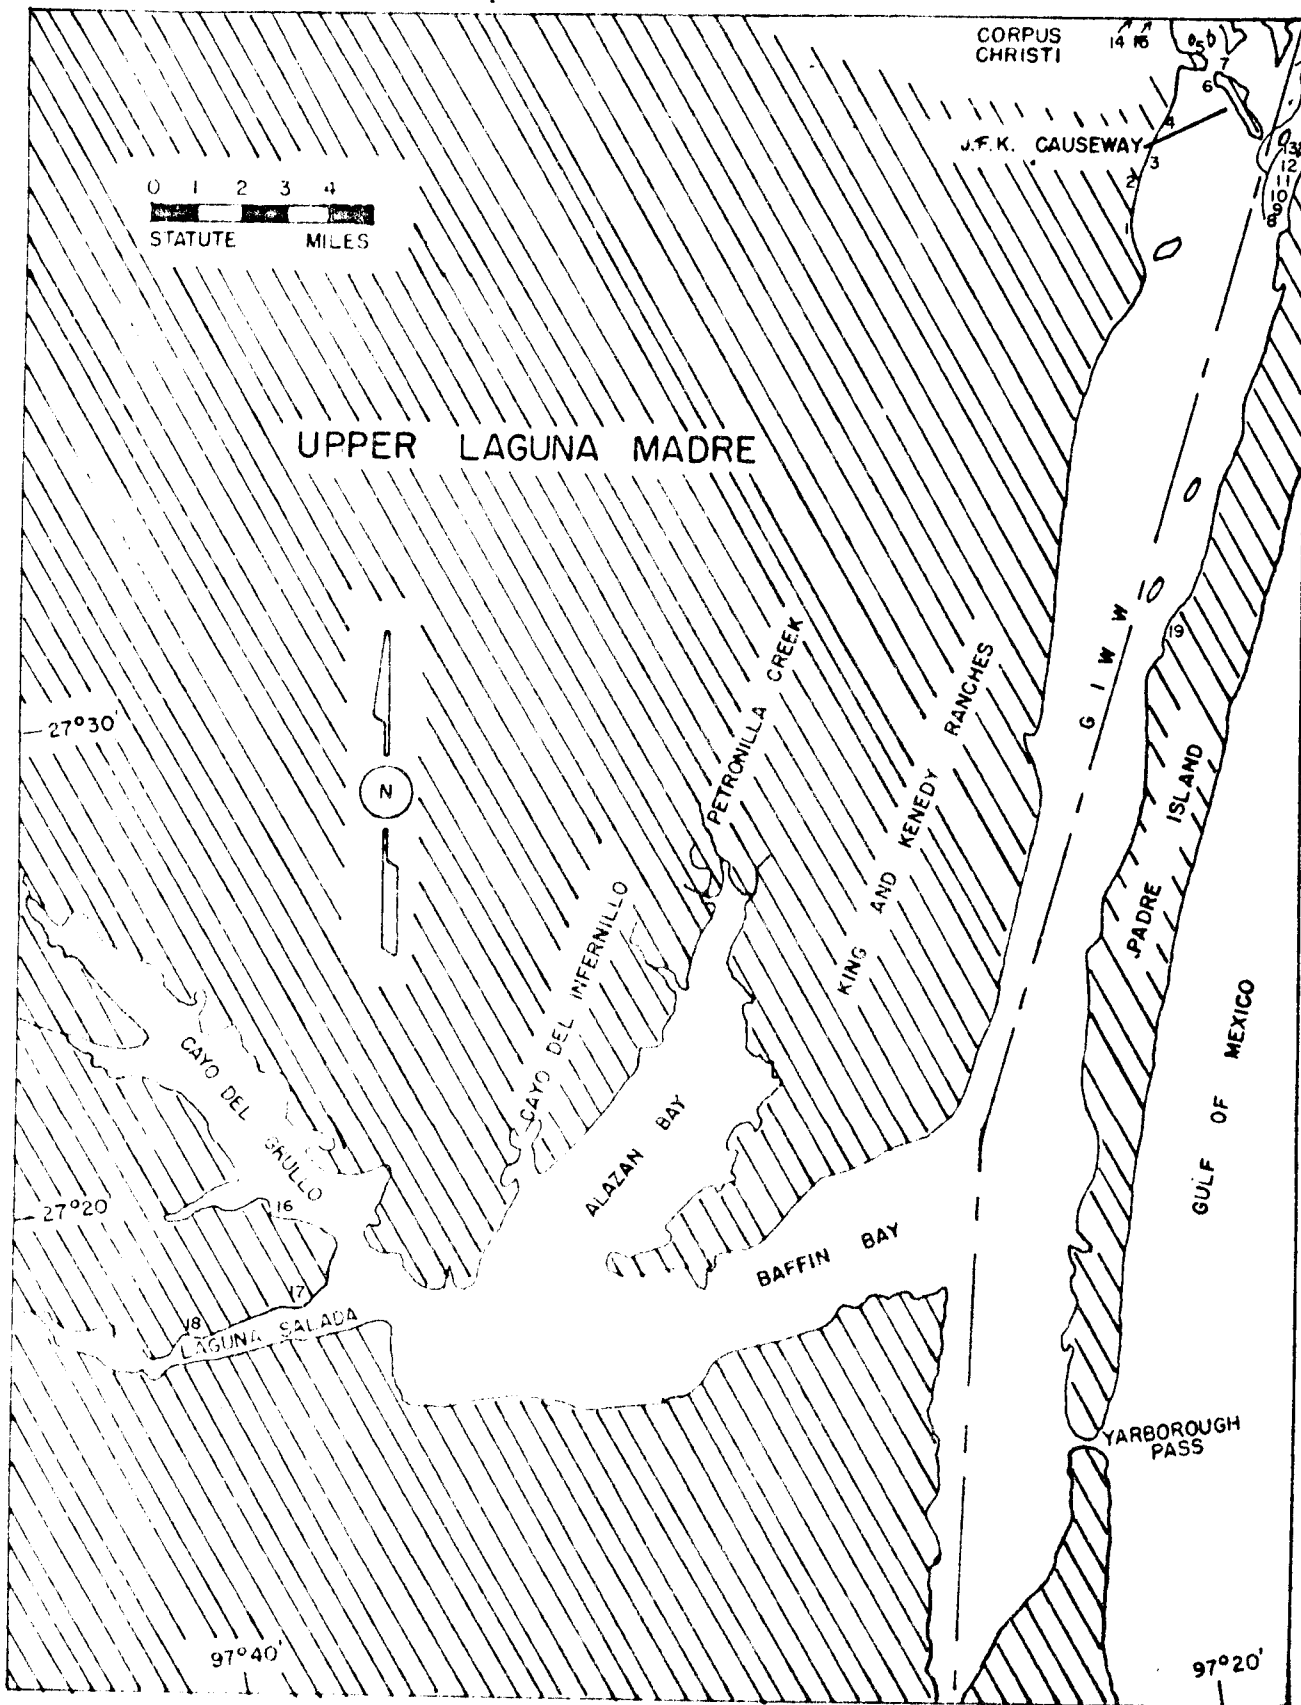 CORPUS
CHRISTI
14 15
5
7
6
4
J.F.K. CAUSEWAY
3
2
1
13
12
11
10
9
8
0 1 2 3 4
STATUTE MILES
UPPER LAGUNA MADRE
PETRONILLA CREEK
KING AND KENEDY RANCHES
G I W W
19
27°30'
N
PADRE ISLAND
CAYO DEL INFERNILLO
CAYO DEL GRULLO
ALAZAN BAY
GULF OF MEXICO
27°20'
16
BAFFIN BAY
17
18
LAGUNA SALADA
YARBOROUGH
PASS
97°40'
97°20'